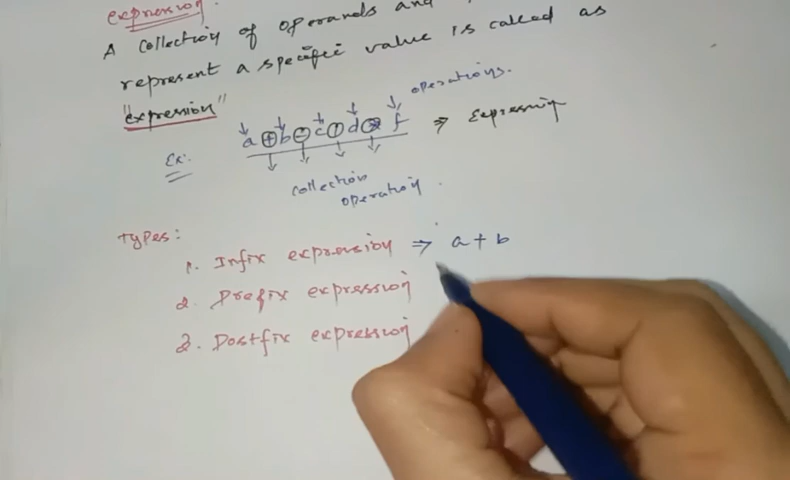 expression.
A collection of operands and
represent a specific value is called as
"expression"
operations.
Ex: a + b - c / d * f ⇒ Expression
collection
operation.
Types:
1. Infix expression ⇒ a + b
2. Prefix expression
3. Postfix expression